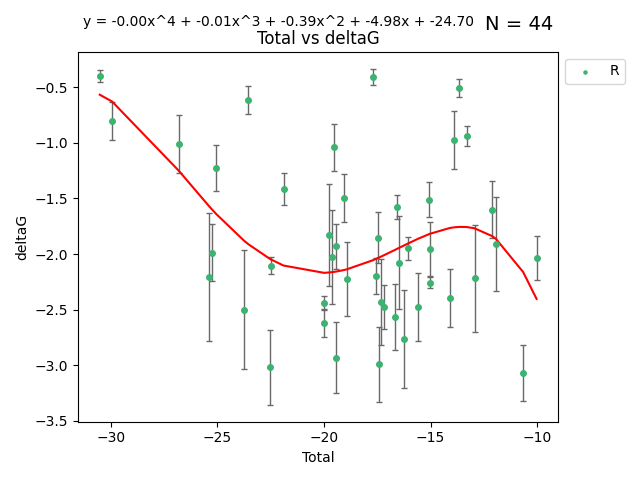 y = -0.00x^4 + -0.01x^3 + -0.39x^2 + -4.98x + -24.70 N = 44
Total vs deltaG
R
deltaG
−0.5
−1.0
−1.5
−2.0
−2.5
−3.0
−3.5
−30 −25 −20 −15 −10
Total